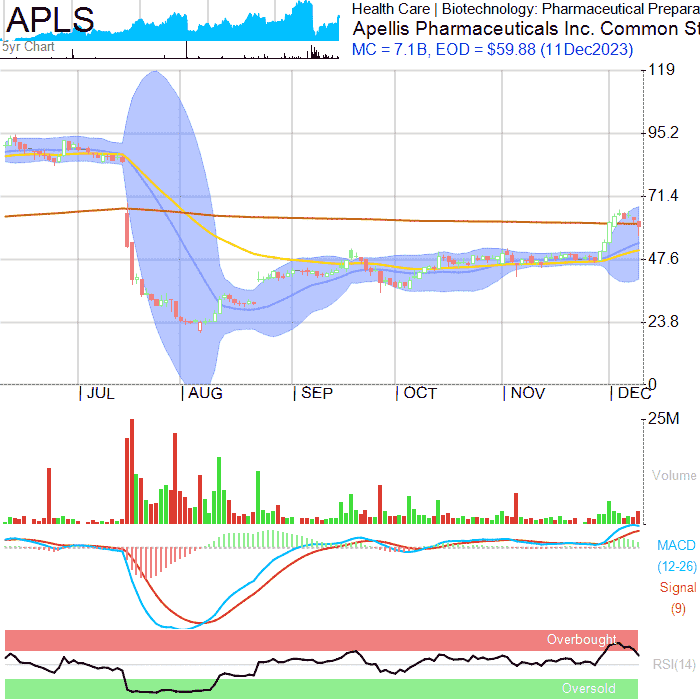 APLS
5yr Chart
Health Care | Biotechnology: Pharmaceutical Prepara
Apellis Pharmaceuticals Inc. Common St
MC = 7.1B, EOD = $59.88 (11Dec2023)
119
95.2
71.4
47.6
23.8
0
JUL AUG SEP OCT NOV DEC
25M
Volume
MACD
(12-26)
Signal
(9)
Overbought
RSI(14)
Oversold